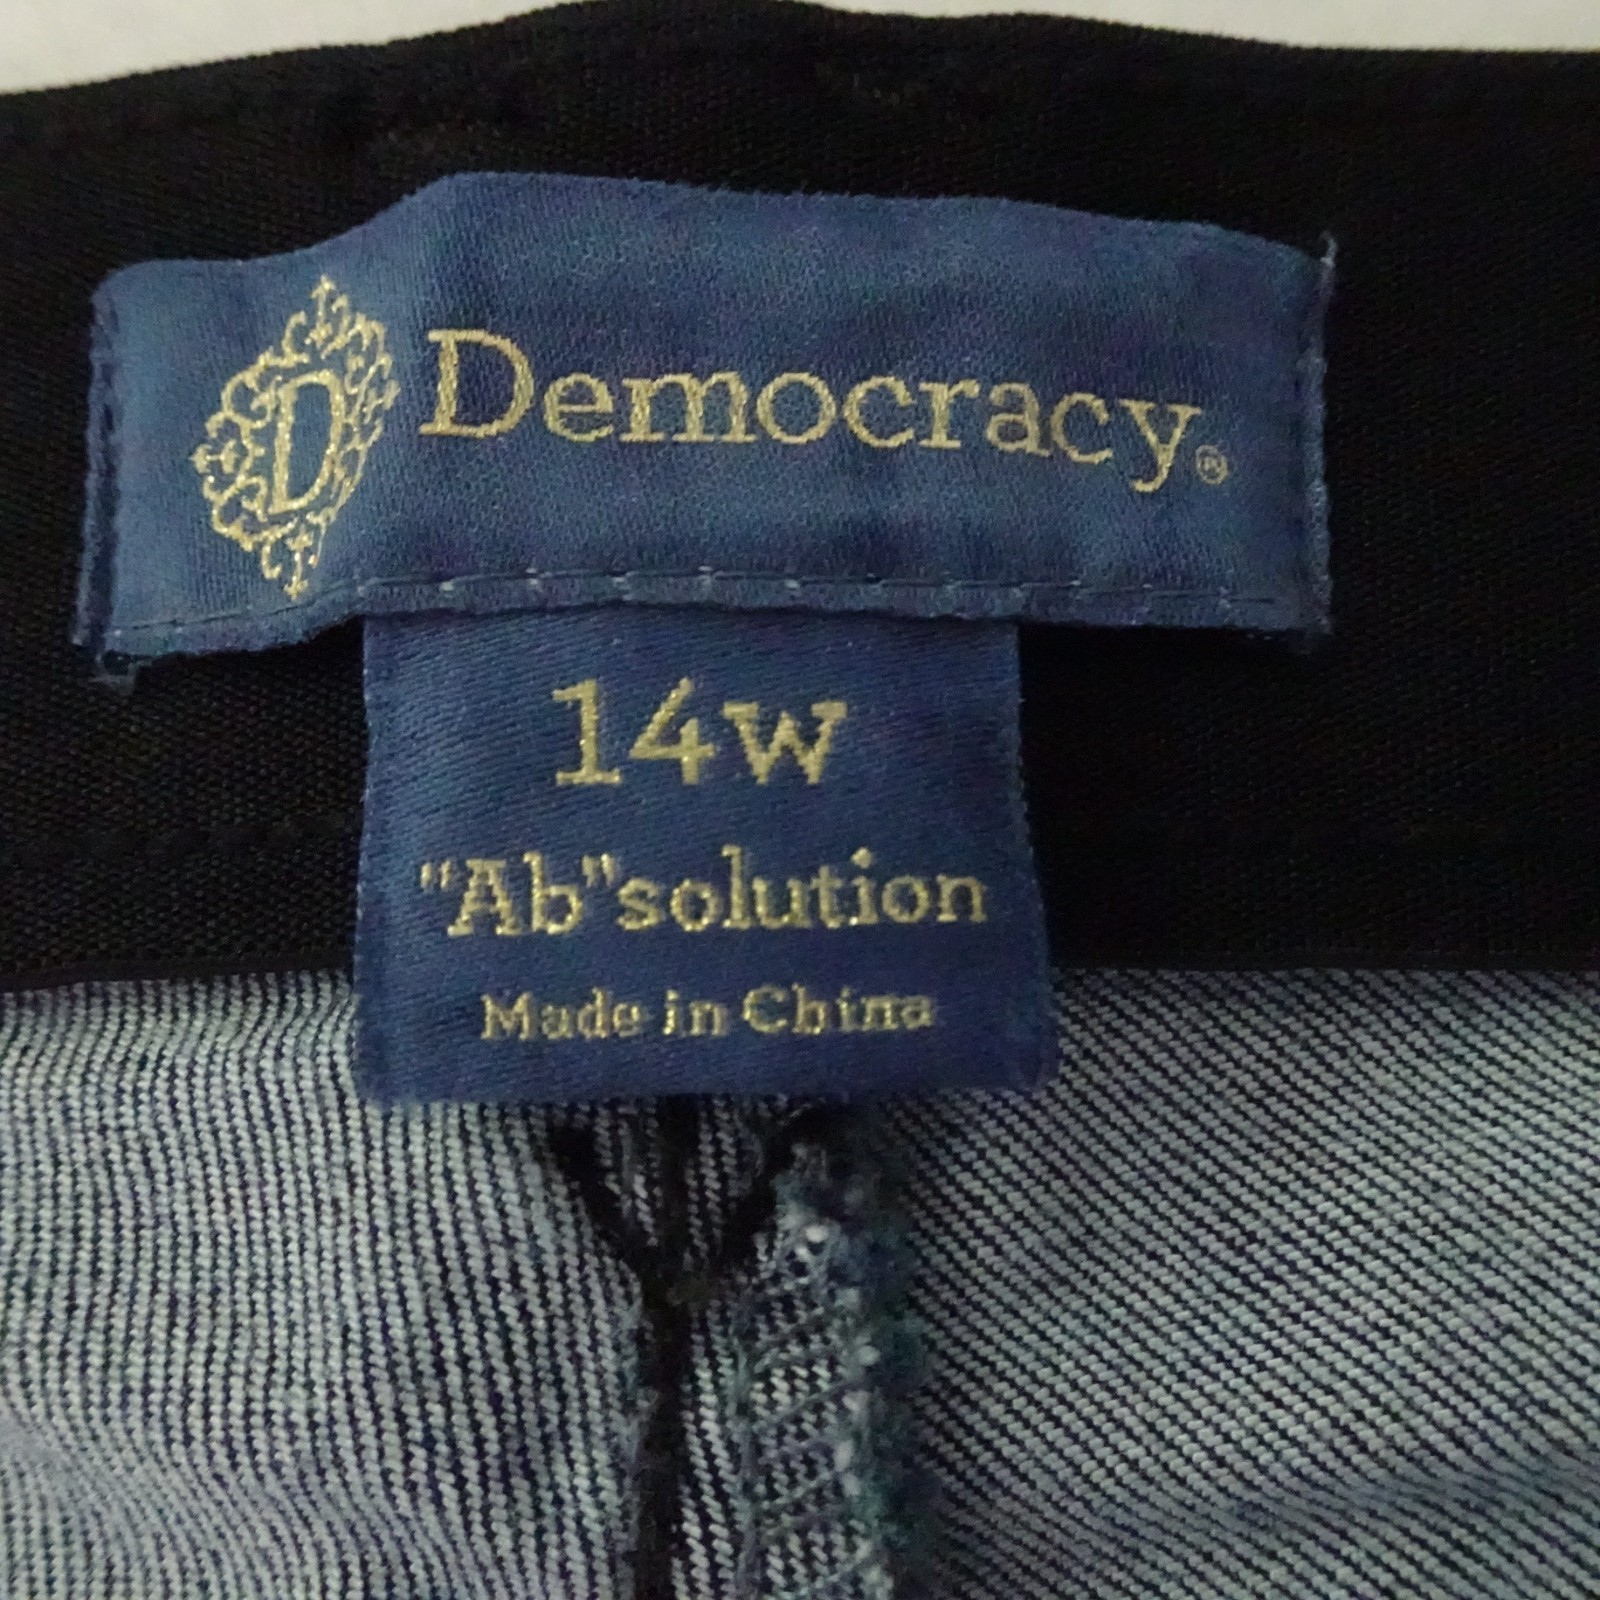 D Democracy®
14W
"Ab"solution
Made in China